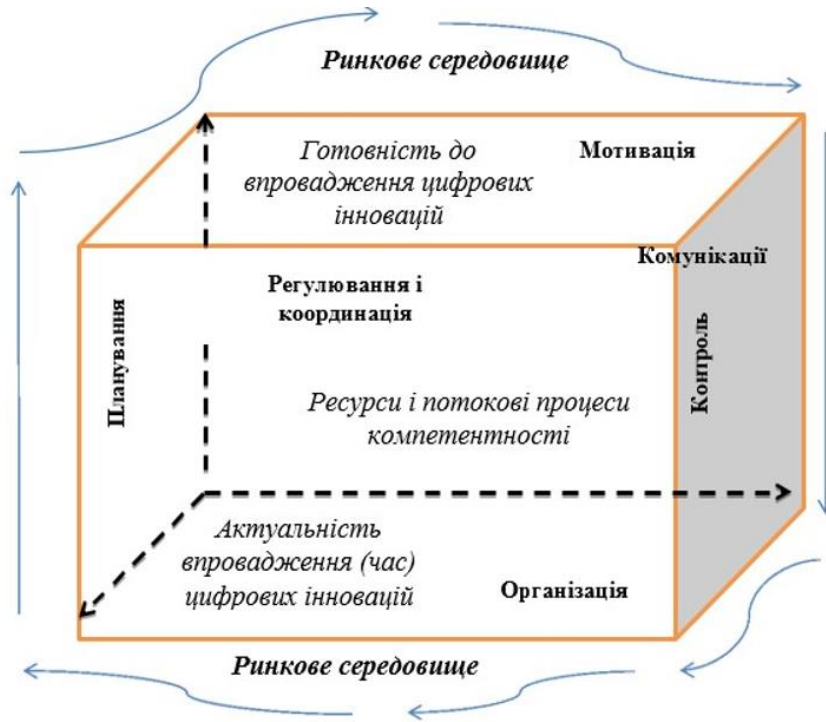 Ринкове середовище
Готовність до
впровадження цифрових
інновацій
Мотивація
Комунікації
Регулювання і
координація
Планування
Контроль
Ресурси і потокові процеси
компетентності
Актуальність
впровадження (час)
цифрових інновацій
Організація
Ринкове середовище